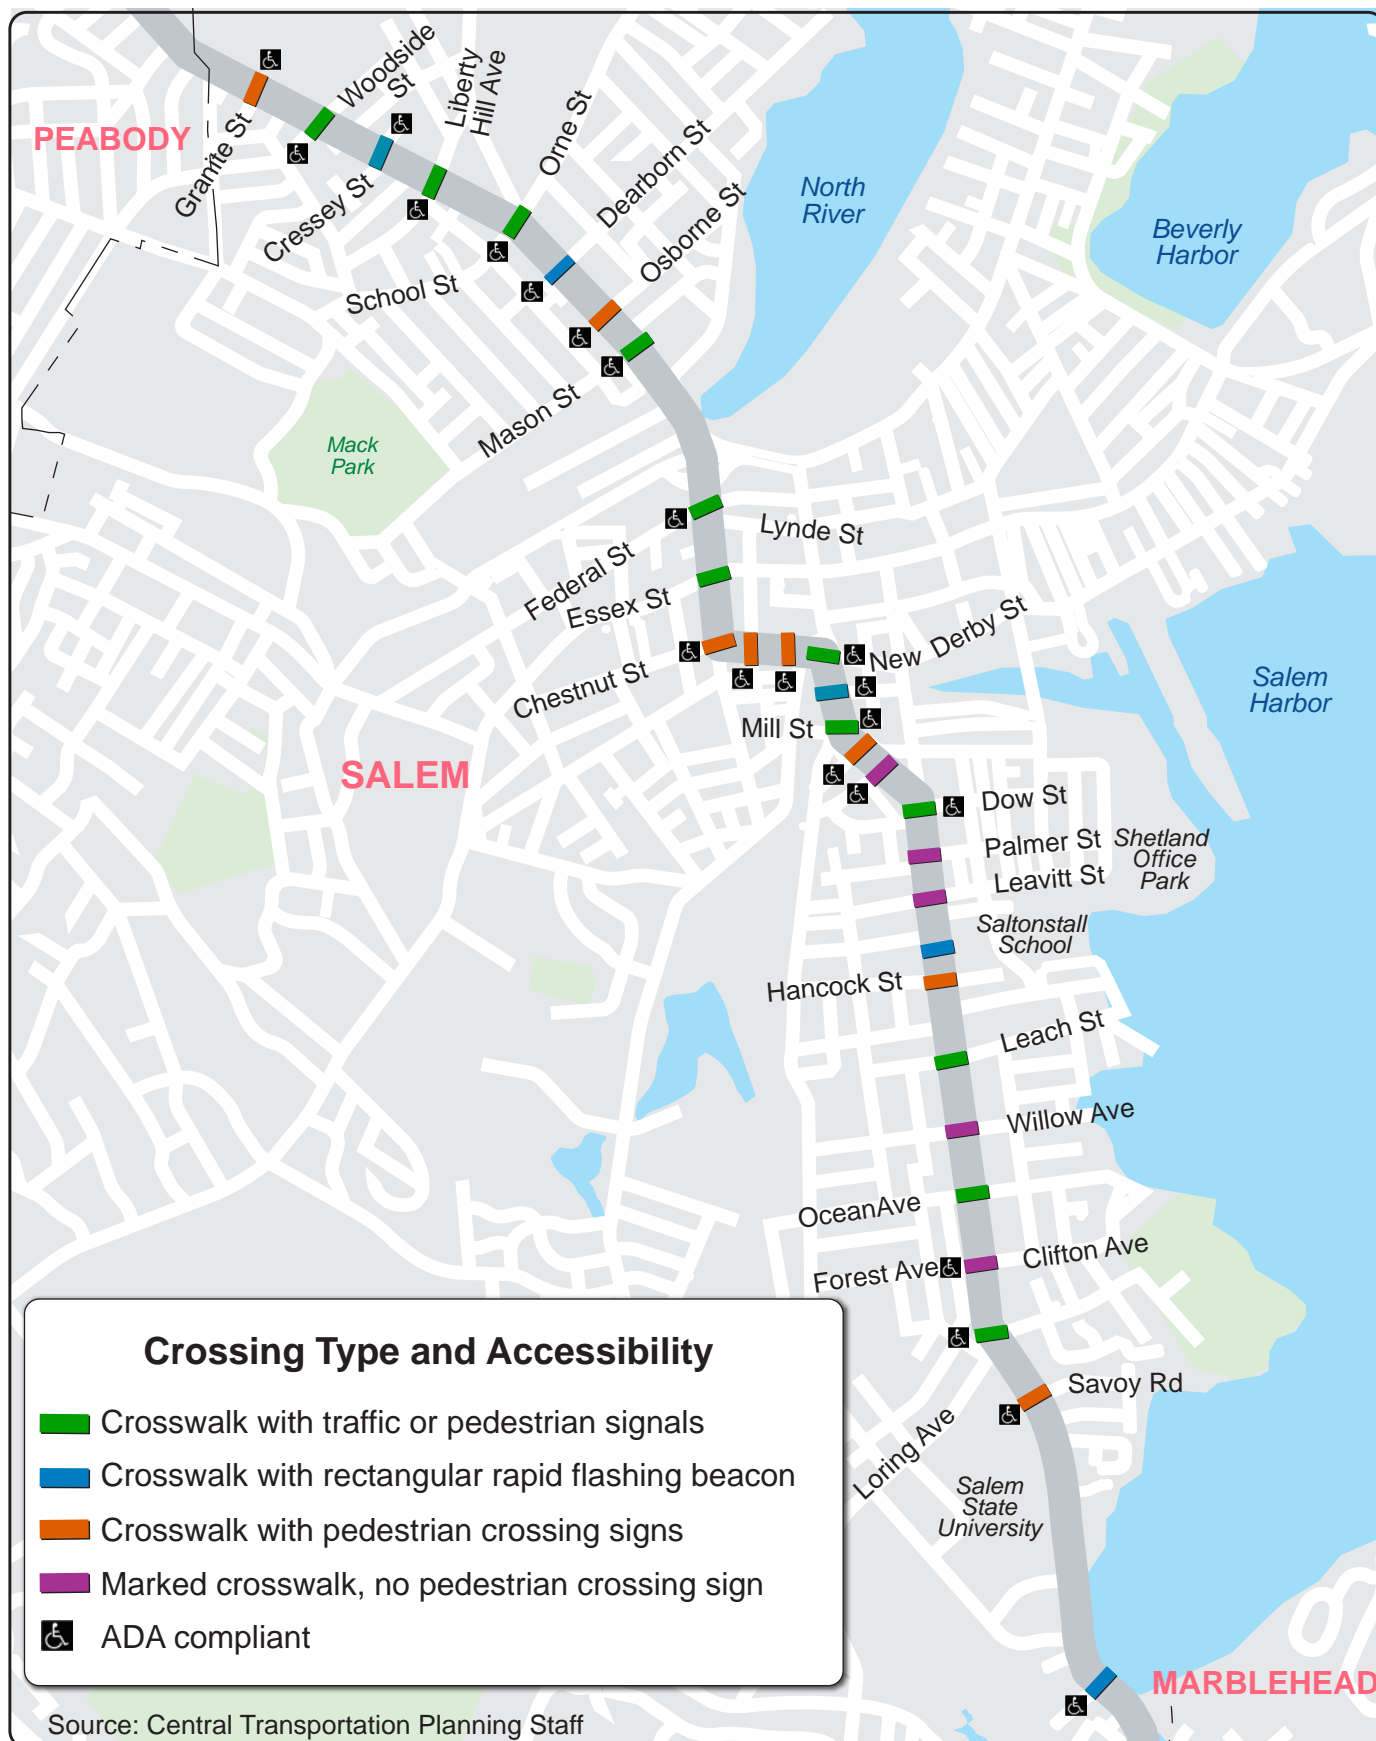 Woodside
St
Liberty
Hill Ave
PEABODY
Granite St
Orne St
Dearborn St
Cressey St
Osborne St
School St
North
River
Beverly
Harbor
Mason St
Mack
Park
Lynde St
Federal St
Essex St
New Derby St
Chestnut St
Salem
Harbor
Mill St
SALEM
Dow St
Palmer St
Shetland
Office
Park
Leavitt St
Saltonstall
School
Hancock St
Leach St
Willow Ave
OceanAve
Clifton Ave
Forest Ave
Savoy Rd
Loring Ave
Salem
State
University
MARBLEHEAD
Crossing Type and Accessibility
Crosswalk with traffic or pedestrian signals
Crosswalk with rectangular rapid flashing beacon
Crosswalk with pedestrian crossing signs
Marked crosswalk, no pedestrian crossing sign
ADA compliant
Source: Central Transportation Planning Staff